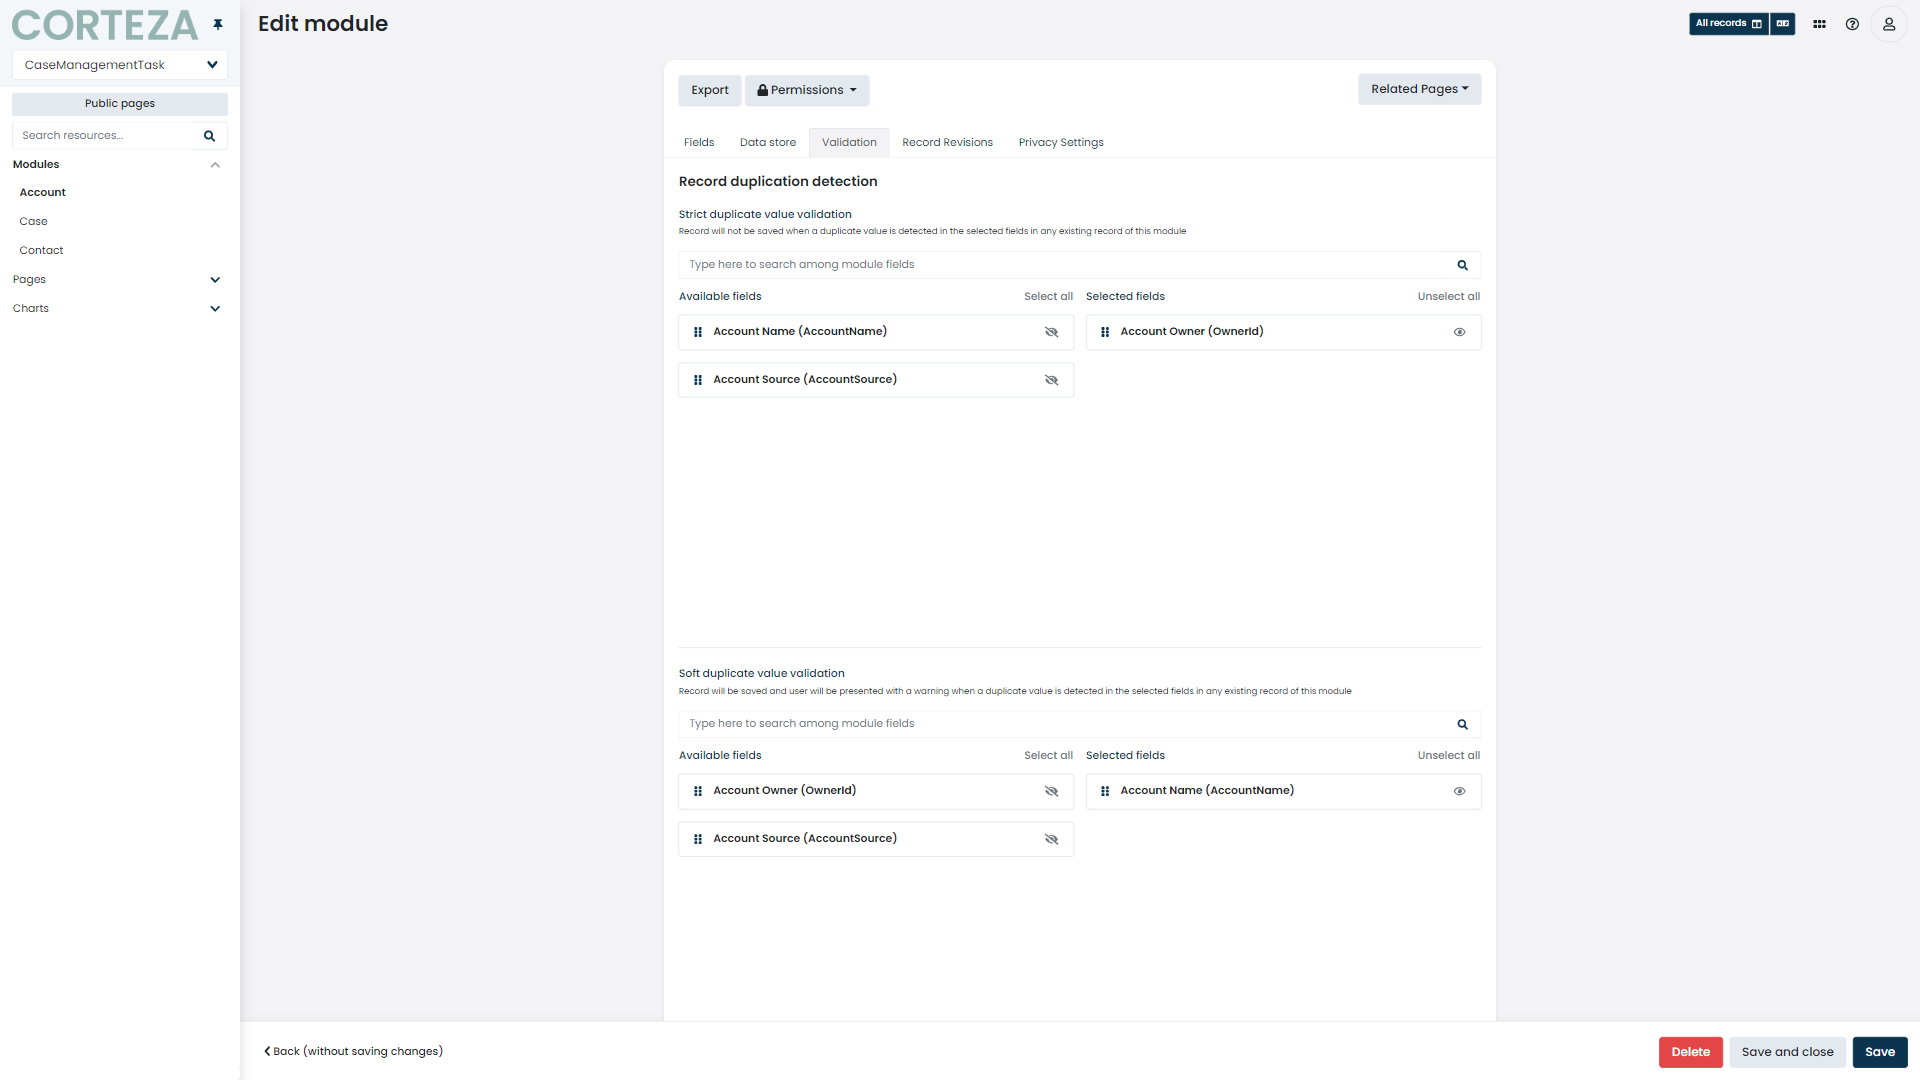 CORTEZA
Edit module
All records
CaseManagementTask
Public pages
Search resources...
Modules
Account
Case
Contact
Pages
Charts
Export
Permissions
Related Pages
Fields
Data store
Validation
Record Revisions
Privacy Settings
Record duplication detection
Strict duplicate value validation
Record will not be saved when a duplicate value is detected in the selected fields in any existing record of this module
Type here to search among module fields
Available fields
Select all
Selected fields
Unselect all
Account Name (AccountName)
Account Owner (OwnerId)
Account Source (AccountSource)
Soft duplicate value validation
Record will be saved and user will be presented with a warning when a duplicate value is detected in the selected fields in any existing record of this module
Type here to search among module fields
Available fields
Select all
Selected fields
Unselect all
Account Owner (OwnerId)
Account Name (AccountName)
Account Source (AccountSource)
Back (without saving changes)
Delete
Save and close
Save